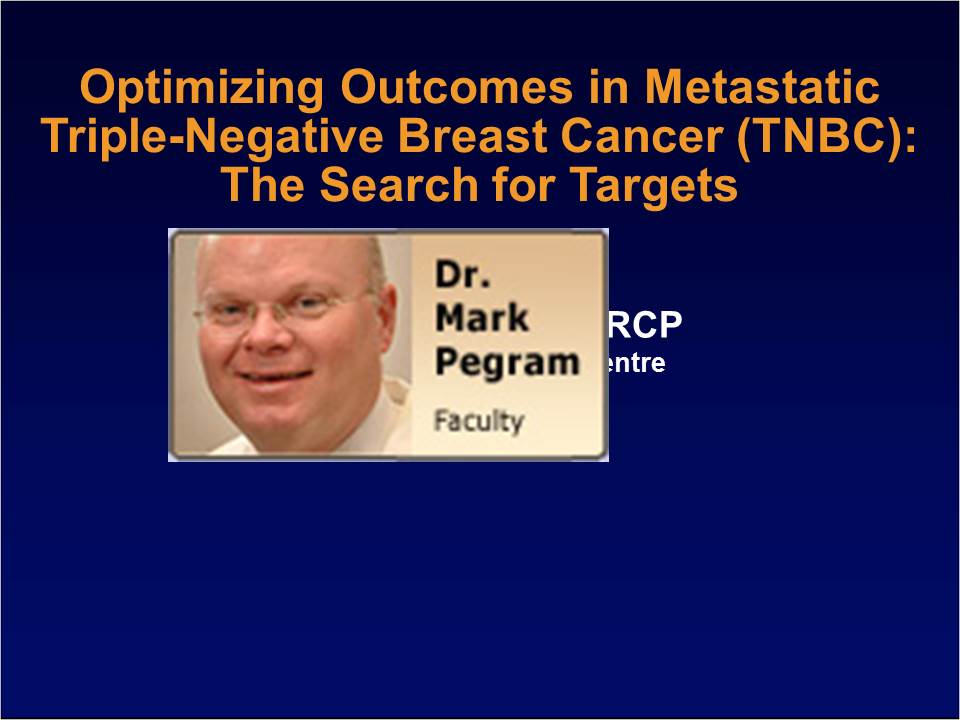 Optimizing Outcomes in Metastatic
Triple-Negative Breast Cancer (TNBC):
The Search for Targets
Dr.
Mark
Pegram
Faculty
RCP
entre